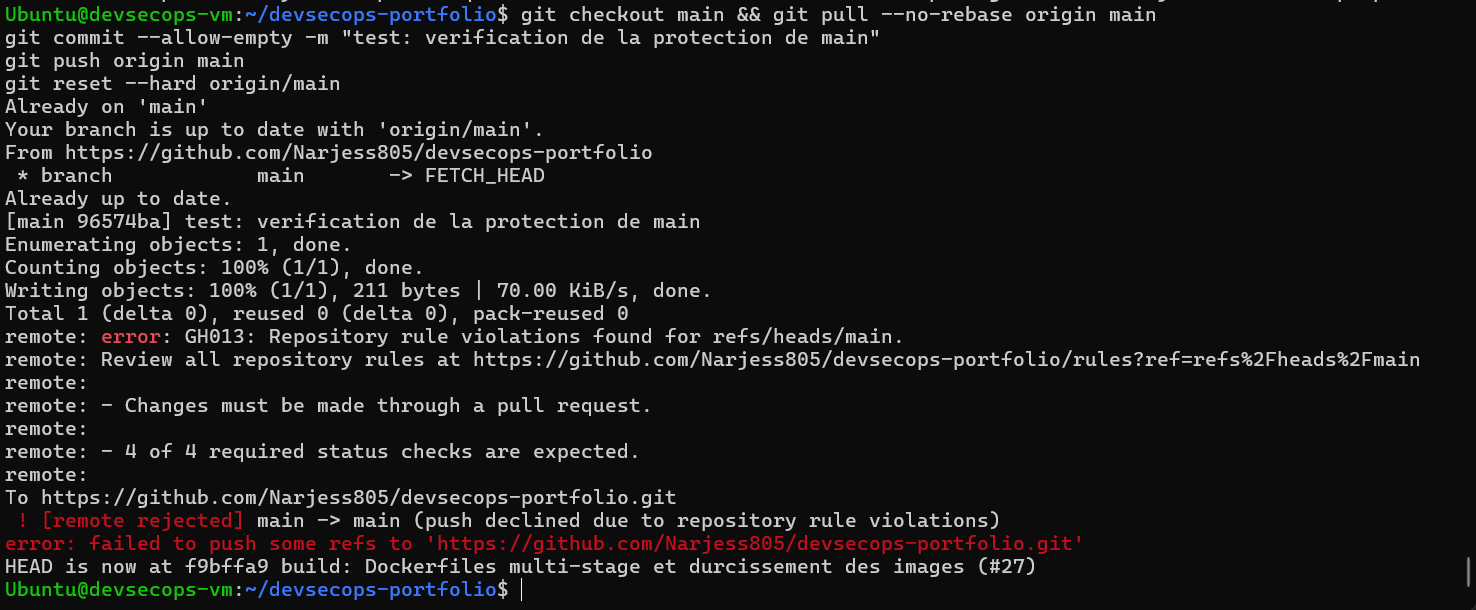 Ubuntu@devsecops-vm:~/devsecops-portfolio$ git checkout main && git pull --no-rebase origin main
git commit --allow-empty -m "test: verification de la protection de main"
git push origin main
git reset --hard origin/main
Already on 'main'
Your branch is up to date with 'origin/main'.
From https://github.com/Narjess805/devsecops-portfolio
 * branch            main       -> FETCH_HEAD
Already up to date.
[main 96574ba] test: verification de la protection de main
Enumerating objects: 1, done.
Counting objects: 100% (1/1), done.
Writing objects: 100% (1/1), 211 bytes | 70.00 KiB/s, done.
Total 1 (delta 0), reused 0 (delta 0), pack-reused 0
remote: error: GH013: Repository rule violations found for refs/heads/main.
remote: Review all repository rules at https://github.com/Narjess805/devsecops-portfolio/rules?ref=refs%2Fheads%2Fmain
remote:
remote: - Changes must be made through a pull request.
remote:
remote: - 4 of 4 required status checks are expected.
remote:
To https://github.com/Narjess805/devsecops-portfolio.git
 ! [remote rejected] main -> main (push declined due to repository rule violations)
error: failed to push some refs to 'https://github.com/Narjess805/devsecops-portfolio.git'
HEAD is now at f9bffa9 build: Dockerfiles multi-stage et durcissement des images (#27)
Ubuntu@devsecops-vm:~/devsecops-portfolio$